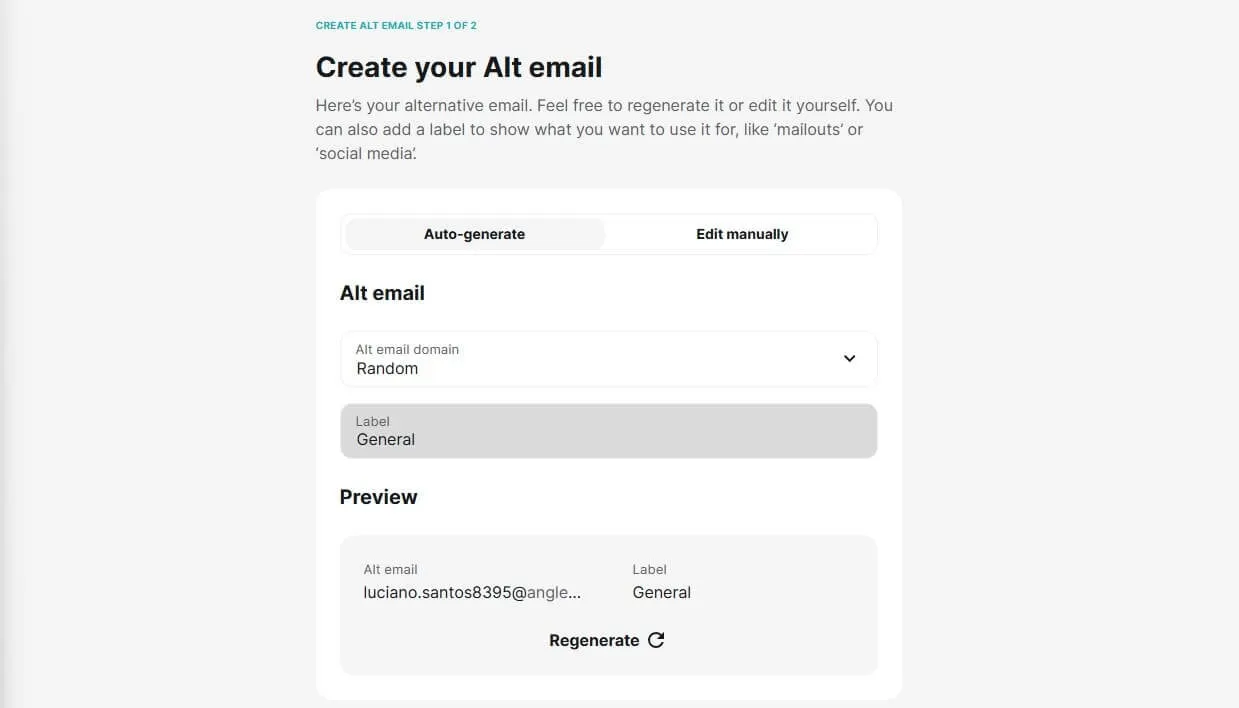 CREATE ALT EMAIL STEP 1 OF 2
Create your Alt email
Here’s your alternative email. Feel free to regenerate it or edit it yourself. You
can also add a label to show what you want to use it for, like ‘mailouts’ or
‘social media’.
Auto-generate
Edit manually
Alt email
Alt email domain
Random
Label
General
Preview
Alt email
Label
luciano.santos8395@angle...
General
Regenerate